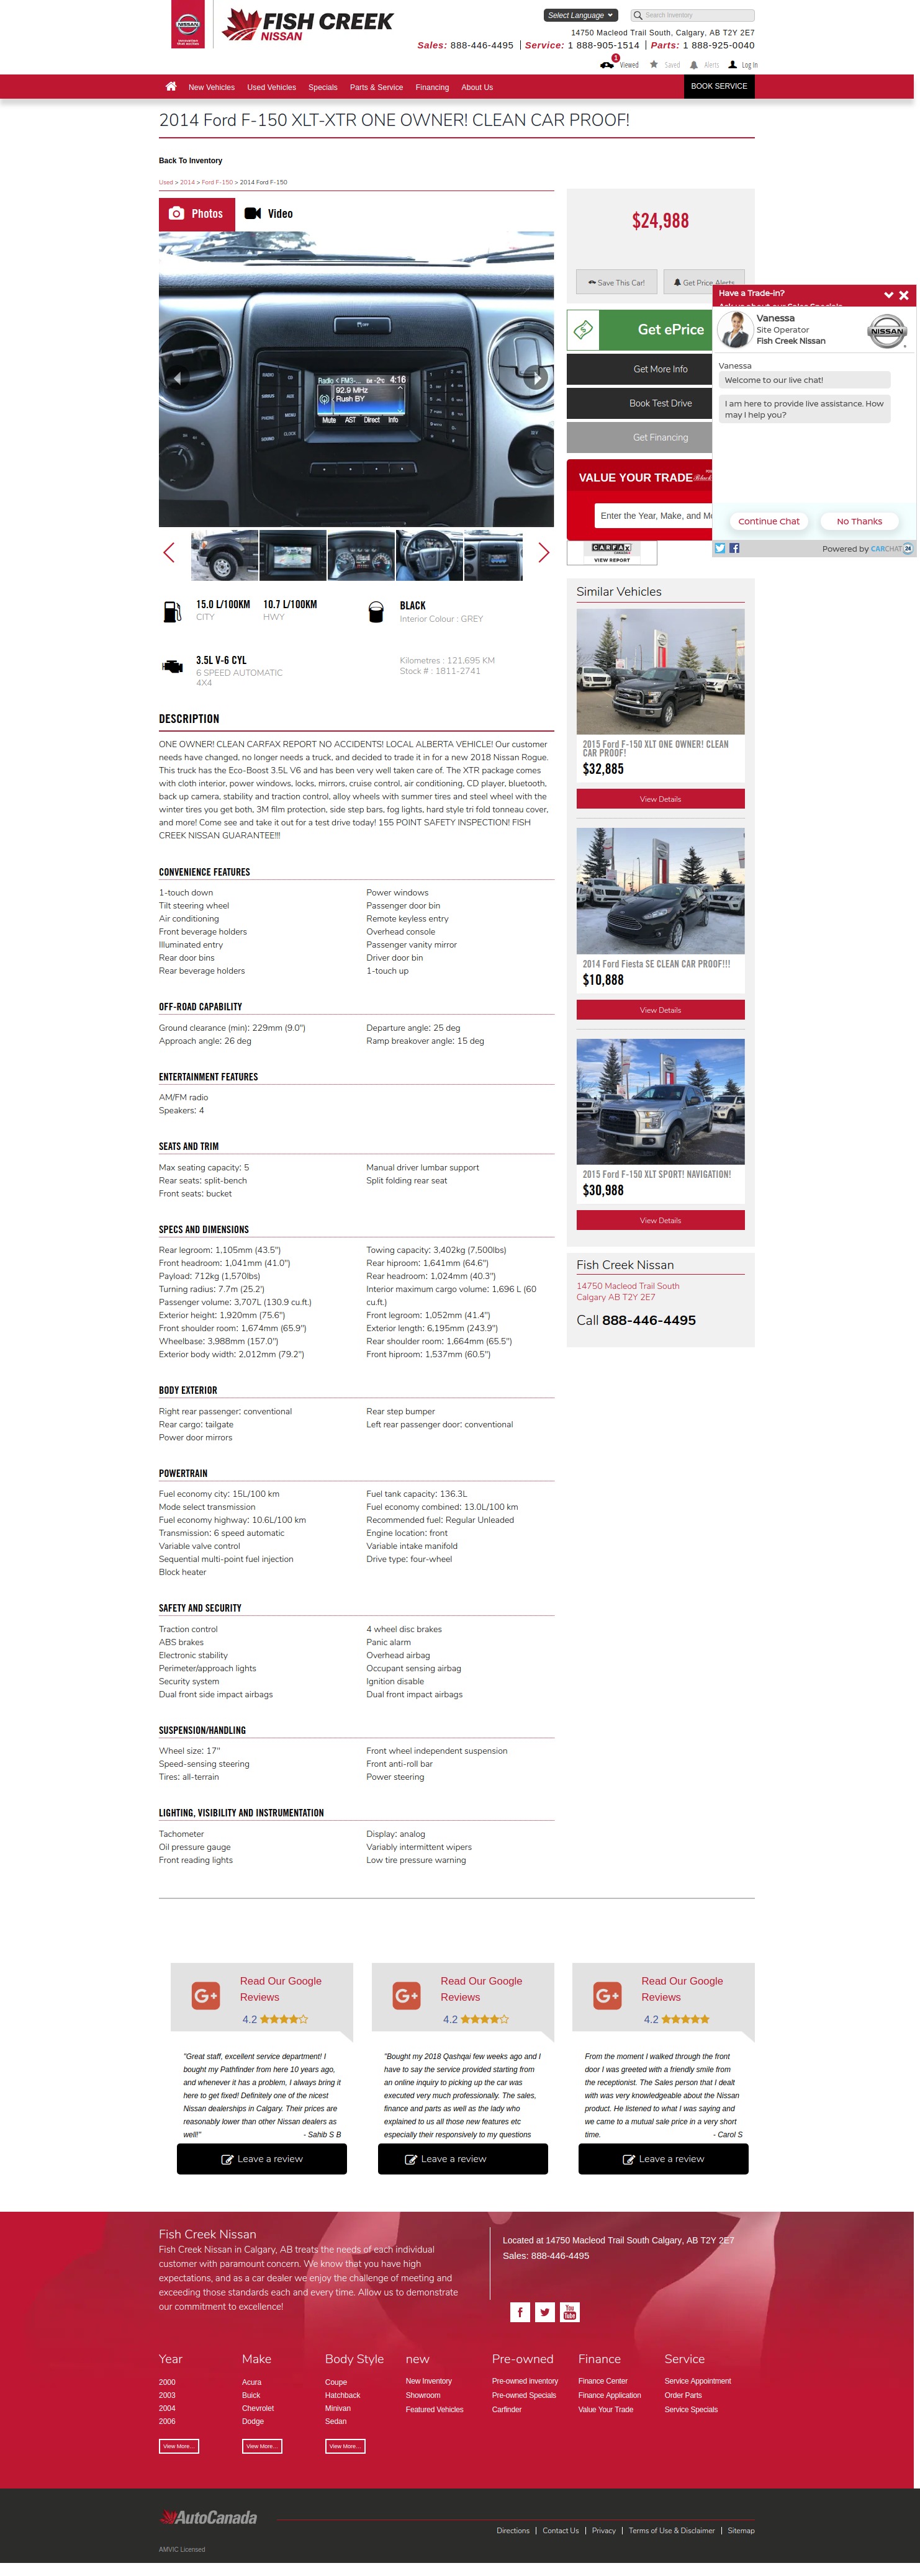 FISH CREEK
NISSAN
Select Language
Search Inventory
14750 Macleod Trail South, Calgary, AB T2Y 2E7
Sales: 888-446-4495 | Service: 1 888-905-1514 | Parts: 1 888-925-0040
1
Viewed
Saved
Alerts
Log In
New Vehicles
Used Vehicles
Specials
Parts & Service
Financing
About Us
BOOK SERVICE
2014 Ford F-150 XLT-XTR ONE OWNER! CLEAN CAR PROOF!
Back To Inventory
Used > 2014 > Ford F-150 > 2014 Ford F-150
Photos
Video
Radio < FM3-... -2°C 4:16
92.9 MHz
Rush BY
Mute AST Direct Info
15.0 L/100KM
CITY
10.7 L/100KM
HWY
BLACK
Interior Colour : GREY
3.5L V-6 CYL
6 SPEED AUTOMATIC
4X4
Kilometres : 121,695 KM
Stock # : 1811-2741
$24,988
Save This Car!
Get Price Alerts
Get ePrice
Get More Info
Book Test Drive
Get Financing
VALUE YOUR TRADE
Enter the Year, Make, and Mo
CARFAX
VIEW REPORT
Have a Trade-in?
Vanessa
Site Operator
Fish Creek Nissan
NISSAN
Vanessa
Welcome to our live chat!
I am here to provide live assistance. How
may I help you?
Continue Chat
No Thanks
Powered by CARCHAT 24
DESCRIPTION
ONE OWNER! CLEAN CARFAX REPORT NO ACCIDENTS! LOCAL ALBERTA VEHICLE! Our customer
needs have changed, no longer needs a truck, and decided to trade it in for a new 2018 Nissan Rogue.
This truck has the Eco-Boost 3.5L V6 and has been very well taken care of. The XTR package comes
with cloth interior, power windows, locks, mirrors, cruise control, air conditioning, CD player, bluetooth,
back up camera, stability and traction control, alloy wheels with summer tires and steel wheel with the
winter tires you get both, 3M film protection, side step bars, fog lights, hard style tri fold tonneau cover,
and more! Come see and take it out for a test drive today! 155 POINT SAFETY INSPECTION! FISH
CREEK NISSAN GUARANTEE!!!
CONVENIENCE FEATURES
1-touch down
Tilt steering wheel
Air conditioning
Front beverage holders
Illuminated entry
Rear door bins
Rear beverage holders
Power windows
Passenger door bin
Remote keyless entry
Overhead console
Passenger vanity mirror
Driver door bin
1-touch up
OFF-ROAD CAPABILITY
Ground clearance (min): 229mm (9.0")
Approach angle: 26 deg
Departure angle: 25 deg
Ramp breakover angle: 15 deg
ENTERTAINMENT FEATURES
AM/FM radio
Speakers: 4
SEATS AND TRIM
Max seating capacity: 5
Rear seats: split-bench
Front seats: bucket
Manual driver lumbar support
Split folding rear seat
SPECS AND DIMENSIONS
Rear legroom: 1,105mm (43.5")
Front headroom: 1,041mm (41.0")
Payload: 712kg (1,570lbs)
Turning radius: 7.7m (25.2')
Passenger volume: 3,707L (130.9 cu.ft.)
Exterior height: 1,920mm (75.6")
Front shoulder room: 1,674mm (65.9")
Wheelbase: 3,988mm (157.0")
Exterior body width: 2,012mm (79.2")
Towing capacity: 3,402kg (7,500lbs)
Rear hiproom: 1,641mm (64.6")
Rear headroom: 1,024mm (40.3")
Interior maximum cargo volume: 1,696 L (60
cu.ft.)
Front legroom: 1,052mm (41.4")
Exterior length: 6,195mm (243.9")
Rear shoulder room: 1,664mm (65.5")
Front hiproom: 1,537mm (60.5")
BODY EXTERIOR
Right rear passenger: conventional
Rear cargo: tailgate
Power door mirrors
Rear step bumper
Left rear passenger door: conventional
POWERTRAIN
Fuel economy city: 15L/100 km
Mode select transmission
Fuel economy highway: 10.6L/100 km
Transmission: 6 speed automatic
Variable valve control
Sequential multi-point fuel injection
Block heater
Fuel tank capacity: 136.3L
Fuel economy combined: 13.0L/100 km
Recommended fuel: Regular Unleaded
Engine location: front
Variable intake manifold
Drive type: four-wheel
SAFETY AND SECURITY
Traction control
ABS brakes
Electronic stability
Perimeter/approach lights
Security system
Dual front side impact airbags
4 wheel disc brakes
Panic alarm
Overhead airbag
Occupant sensing airbag
Ignition disable
Dual front impact airbags
SUSPENSION/HANDLING
Wheel size: 17"
Speed-sensing steering
Tires: all-terrain
Front wheel independent suspension
Front anti-roll bar
Power steering
LIGHTING, VISIBILITY AND INSTRUMENTATION
Tachometer
Oil pressure gauge
Front reading lights
Display: analog
Variably intermittent wipers
Low tire pressure warning
Similar Vehicles
2015 Ford F-150 XLT ONE OWNER! CLEAN
CAR PROOF!
$32,885
View Details
2014 Ford Fiesta SE CLEAN CAR PROOF!!!
$10,888
View Details
2015 Ford F-150 XLT SPORT! NAVIGATION!
$30,988
View Details
Fish Creek Nissan
14750 Macleod Trail South
Calgary AB T2Y 2E7
Call 888-446-4495
Read Our Google
Reviews
4.2
"Great staff, excellent service department! I
bought my Pathfinder from here 10 years ago,
and whenever it has a problem, I always bring it
here to get fixed! Definitely one of the nicest
Nissan dealerships in Calgary. Their prices are
reasonably lower than other Nissan dealers as
well!" - Sahib S B
Leave a review
Read Our Google
Reviews
4.2
"Bought my 2018 Qashqai few weeks ago and I
have to say the service provided starting from
an online inquiry to picking up the car was
executed very much professionally. The sales,
finance and parts as well as the lady who
explained to us all those new features etc
especially their responsively to my questions
Leave a review
Read Our Google
Reviews
4.2
From the moment I walked through the front
door I was greeted with a friendly smile from
the receptionist. The Sales person that I dealt
with was very knowledgeable about the Nissan
product. He listened to what I was saying and
we came to a mutual sale price in a very short
time. - Carol S
Leave a review
Fish Creek Nissan
Fish Creek Nissan in Calgary, AB treats the needs of each individual
customer with paramount concern. We know that you have high
expectations, and as a car dealer we enjoy the challenge of meeting and
exceeding those standards each and every time. Allow us to demonstrate
our commitment to excellence!
Located at 14750 Macleod Trail South Calgary, AB T2Y 2E7
Sales: 888-446-4495
Year
2000
2003
2004
2006
View More...
Make
Acura
Buick
Chevrolet
Dodge
View More...
Body Style
Coupe
Hatchback
Minivan
Sedan
View More...
new
New Inventory
Showroom
Featured Vehicles
Pre-owned
Pre-owned Inventory
Pre-owned Specials
Carfinder
Finance
Finance Center
Finance Application
Value Your Trade
Service
Service Appointment
Order Parts
Service Specials
AutoCanada
Directions | Contact Us | Privacy | Terms of Use & Disclaimer | Sitemap
AMVIC Licensed